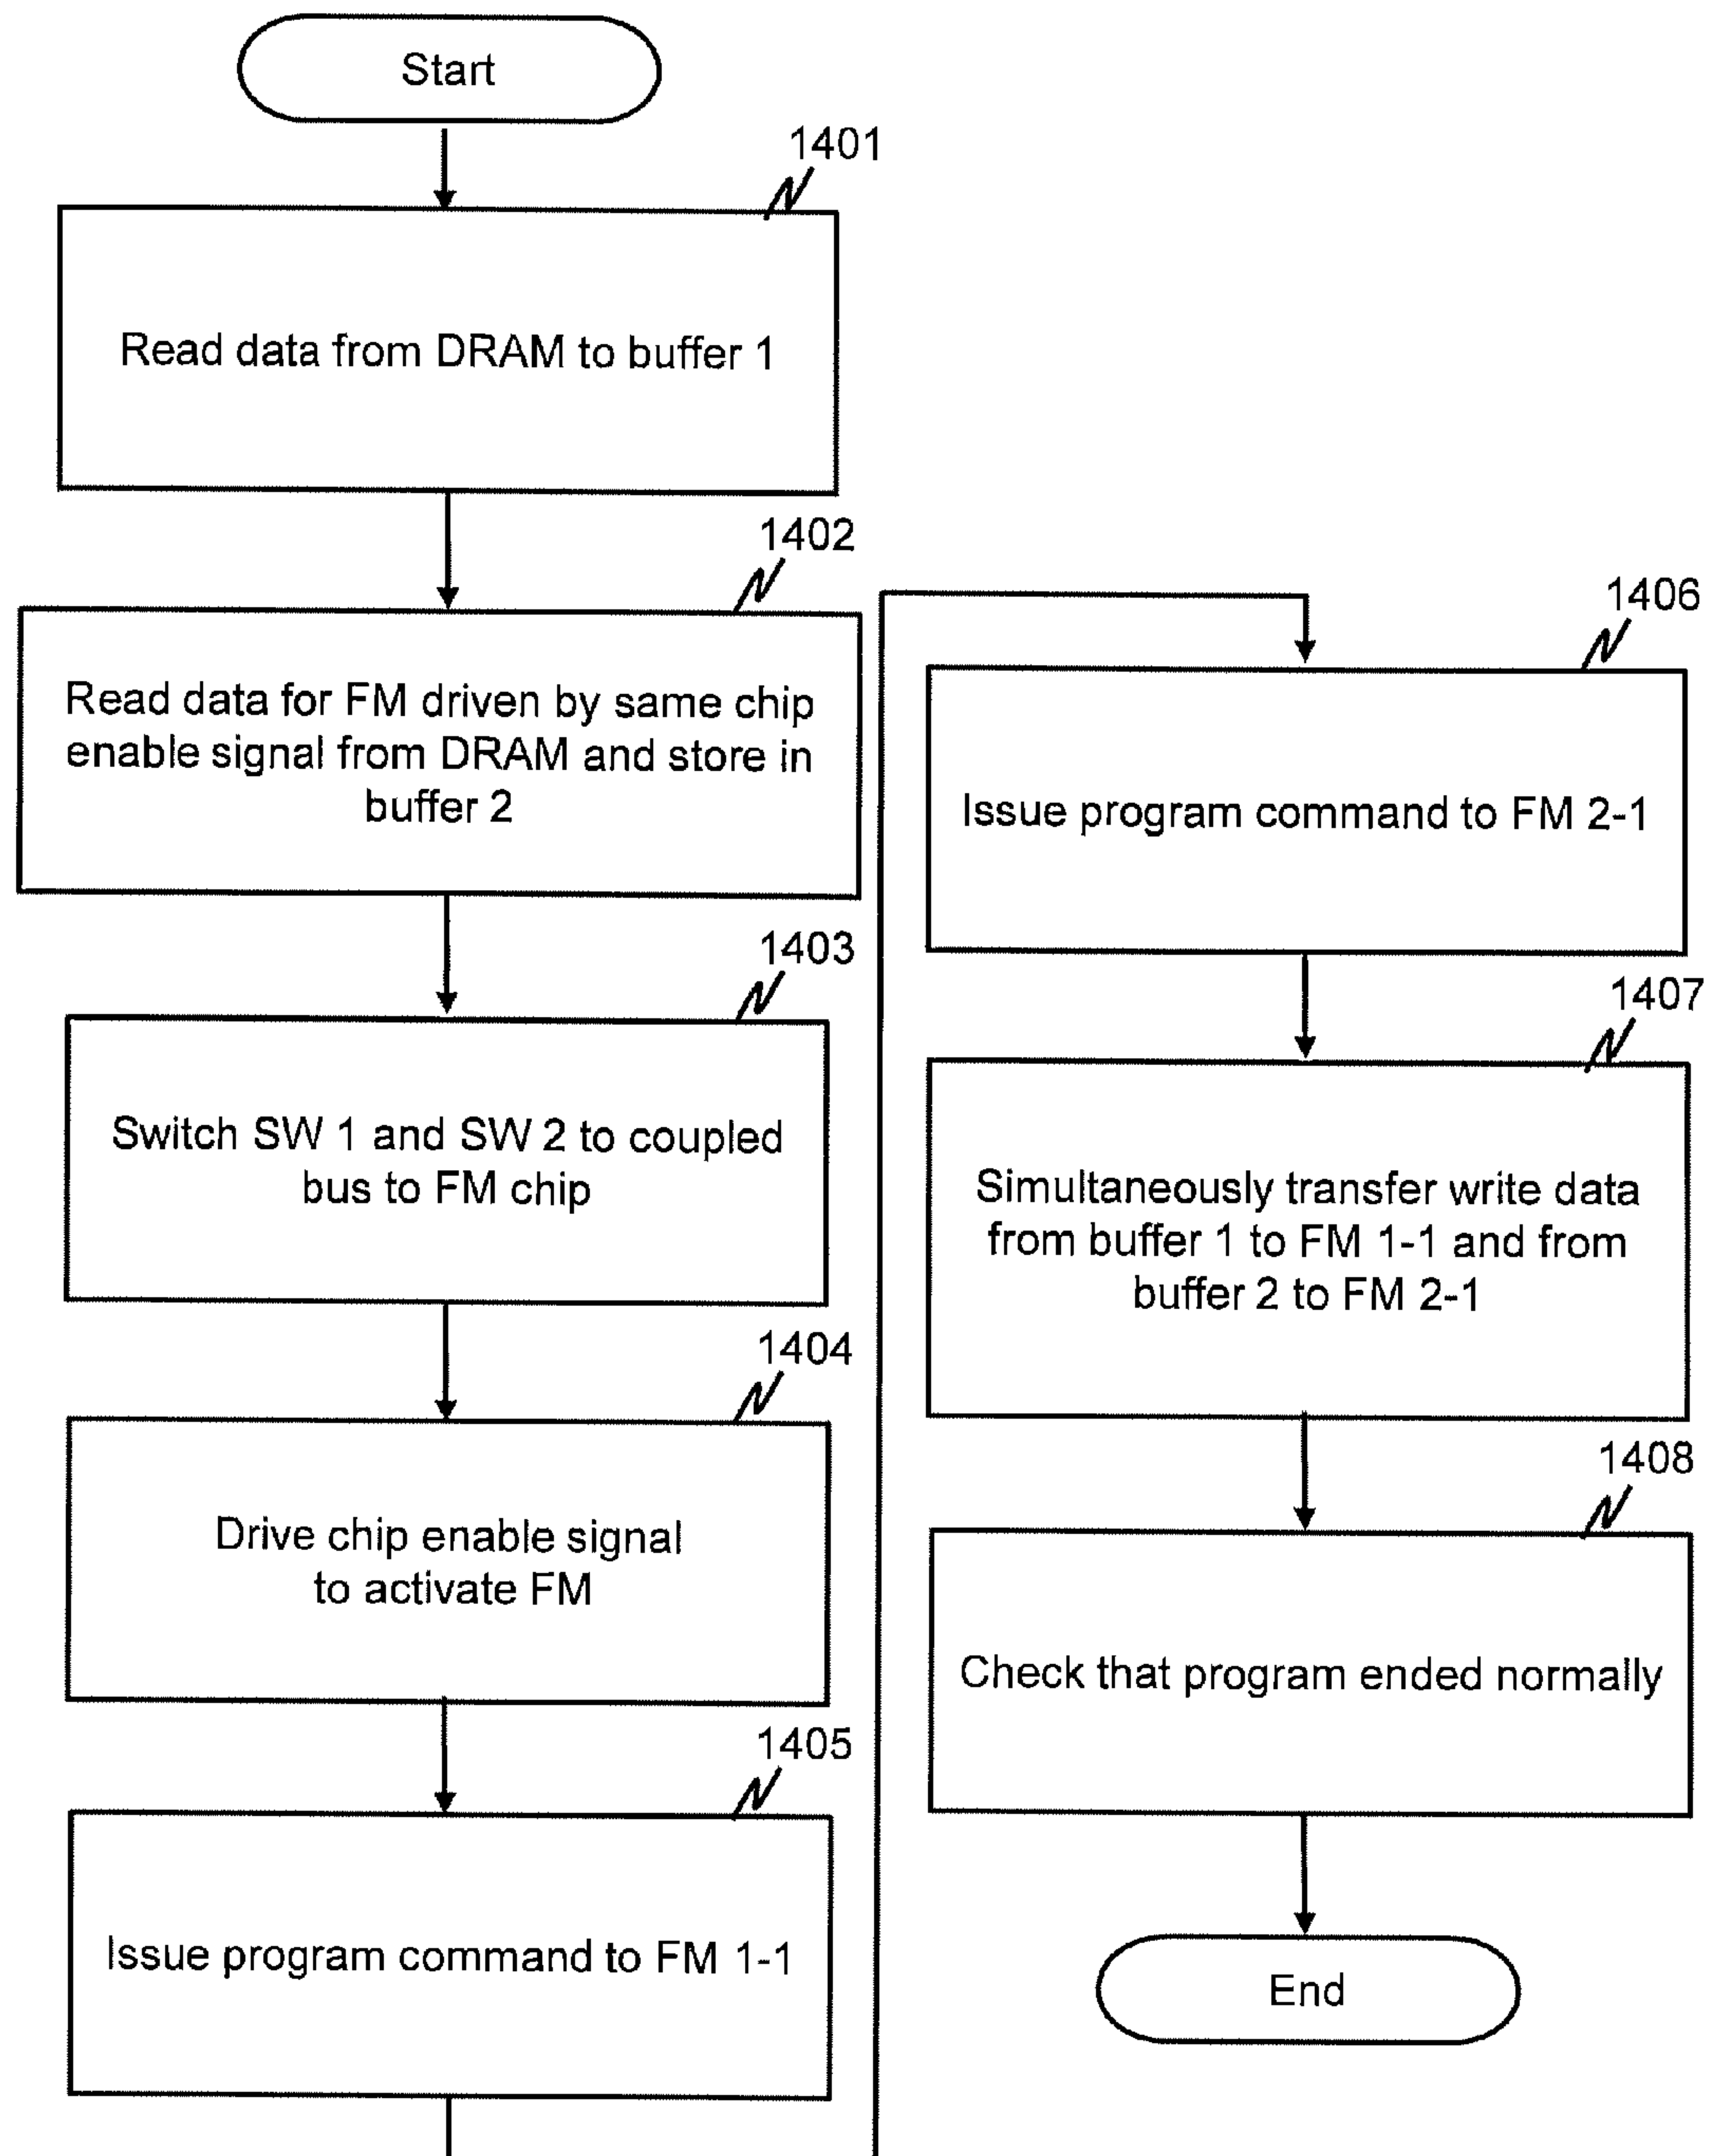 Start
1401
Read data from DRAM to buffer 1
1402
Read data for FM driven by same chip
enable signal from DRAM and store in
buffer 2
1403
Switch SW 1 and SW 2 to coupled
bus to FM chip
1404
Drive chip enable signal
to activate FM
1405
Issue program command to FM 1-1
1406
Issue program command to FM 2-1
1407
Simultaneously transfer write data
from buffer 1 to FM 1-1 and from
buffer 2 to FM 2-1
1408
Check that program ended normally
End